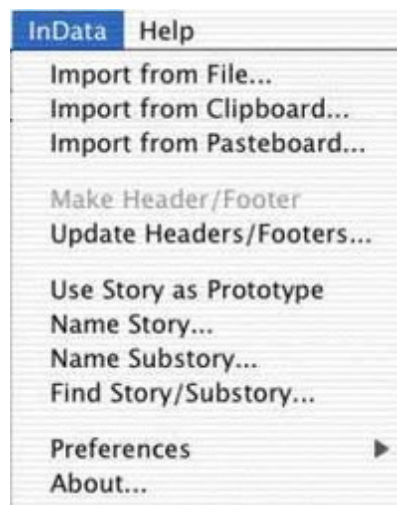 InData Help
Import from File...
Import from Clipboard...
Import from Pasteboard...
Make Header/Footer
Update Headers/Footers...
Use Story as Prototype
Name Story...
Name Substory...
Find Story/Substory...
Preferences
About...